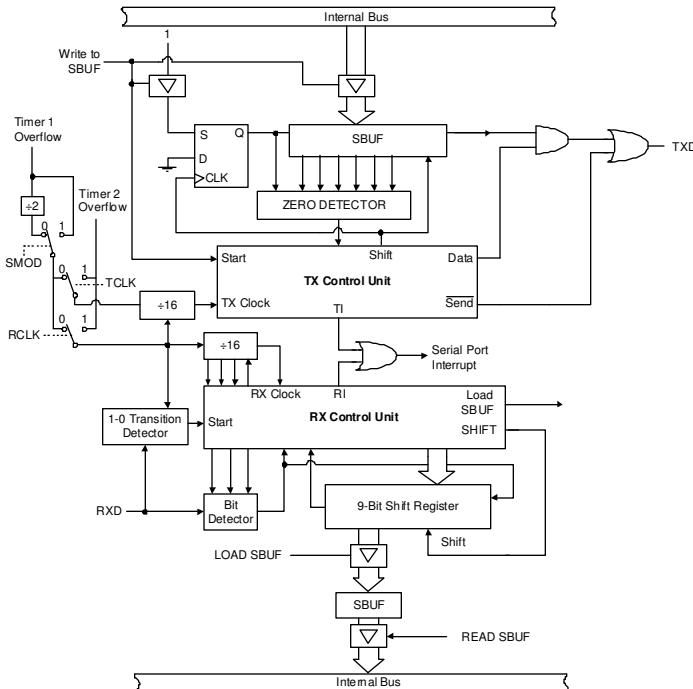 Internal Bus
1
Write to
SBUF
Timer 1
Overflow
S
Q
D
CLK
SBUF
TXD
÷2
Timer 2
Overflow
ZERO DETECTOR
0
1
SMOD
Shift
Start
Data
TX Control Unit
0
1
TCLK
÷16
TX Clock
Send
TI
0
1
RCLK
÷16
Serial Port
Interrupt
RX Clock
RI
Load
SBUF
1-0 Transition
Detector
Start
RX Control Unit
SHIFT
RXD
Bit
Detector
9-Bit Shift Register
Shift
LOAD SBUF
SBUF
READ SBUF
Internal Bus